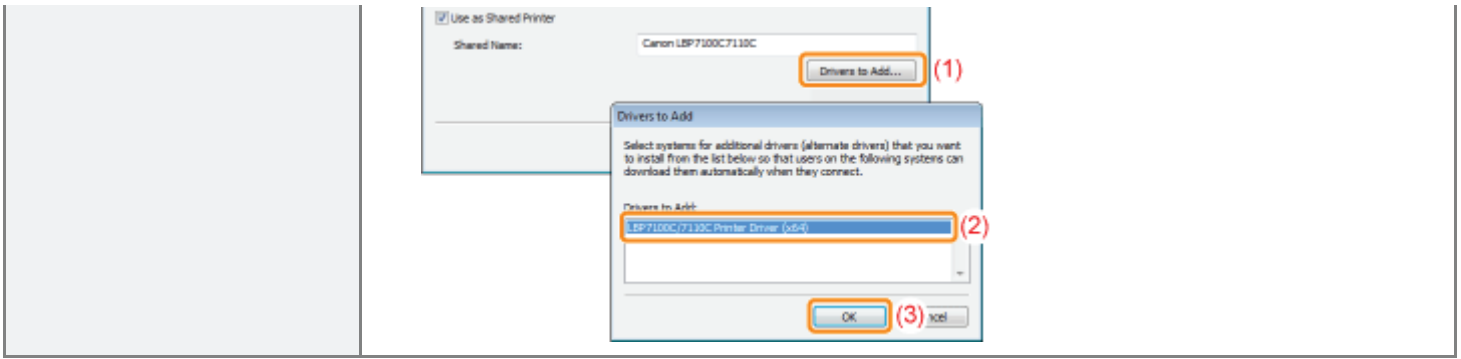 Use as Shared Printer
Shared Name:
Canon LBP7100C7110C
Drivers to Add...
(1)
Drivers to Add
Select systems for additional drivers (alternate drivers) that you want
to install from the list below so that users on the following systems can
download them automatically when they connect.
Drivers to Add:
LBP7100C/7110C Printer Driver (x64)
(2)
OK
(3)
ncel